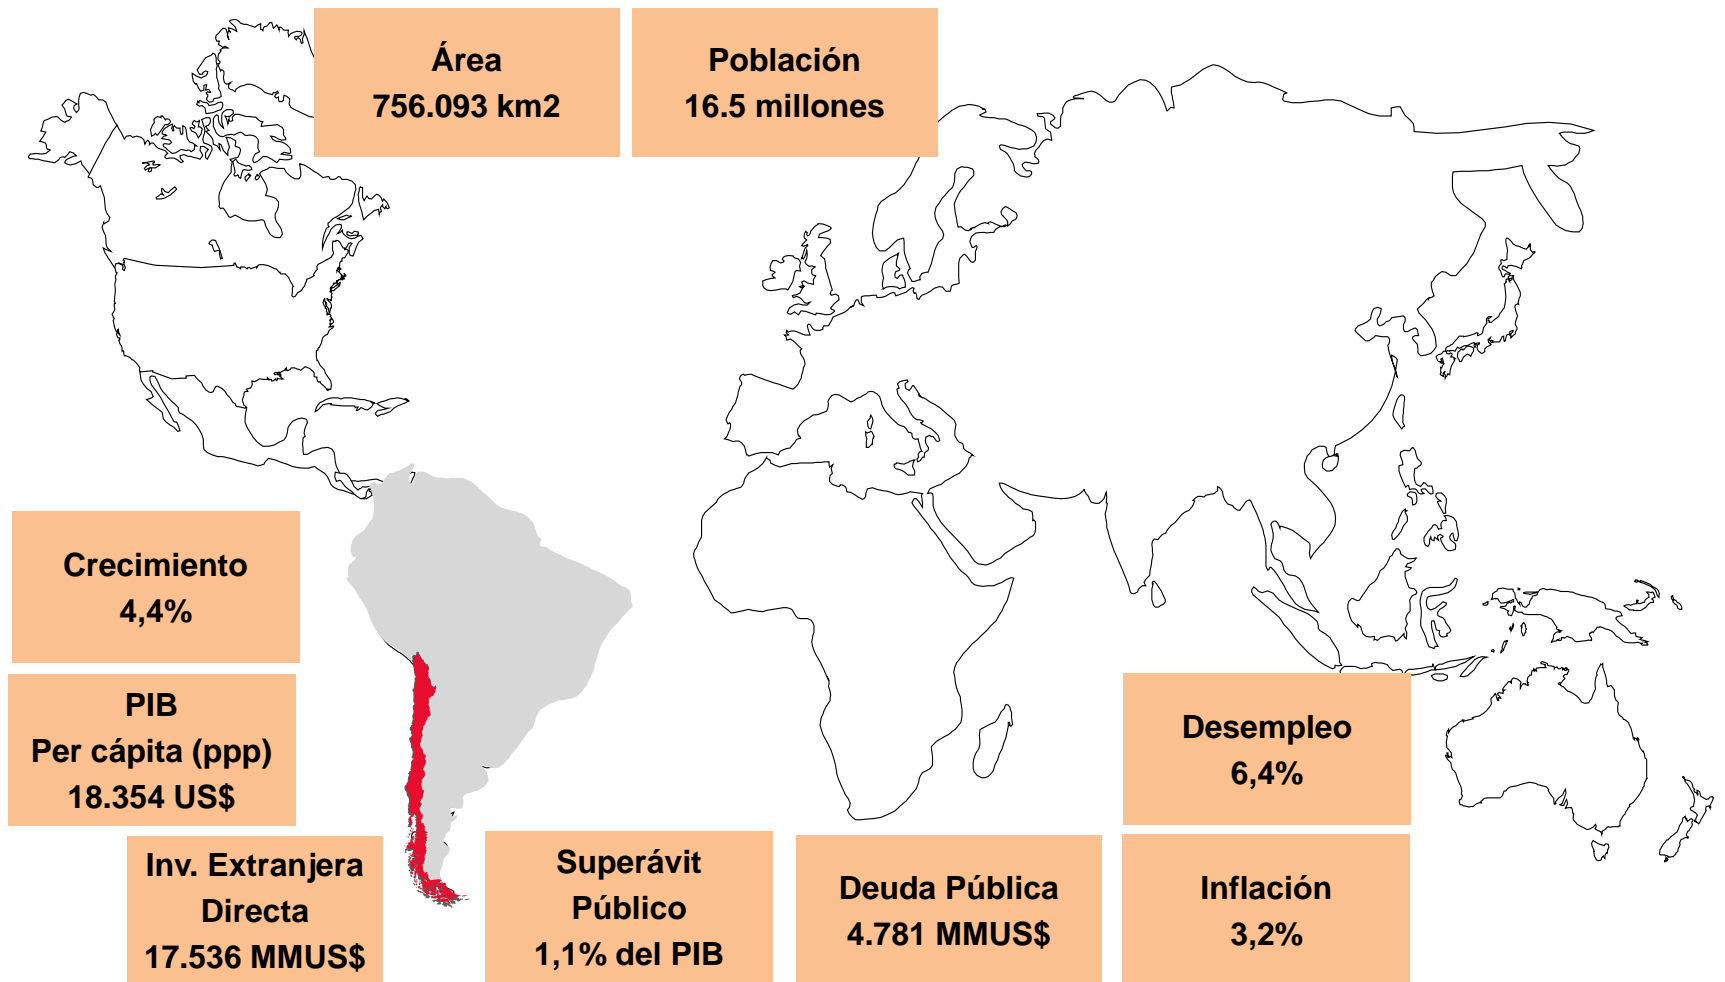 Área
756.093 km2
Población
16.5 millones
Crecimiento
4,4%
PIB
Per cápita (ppp)
18.354 US$
Inv. Extranjera
Directa
17.536 MMUS$
Superávit
Público
1,1% del PIB
Deuda Pública
4.781 MMUS$
Desempleo
6,4%
Inflación
3,2%